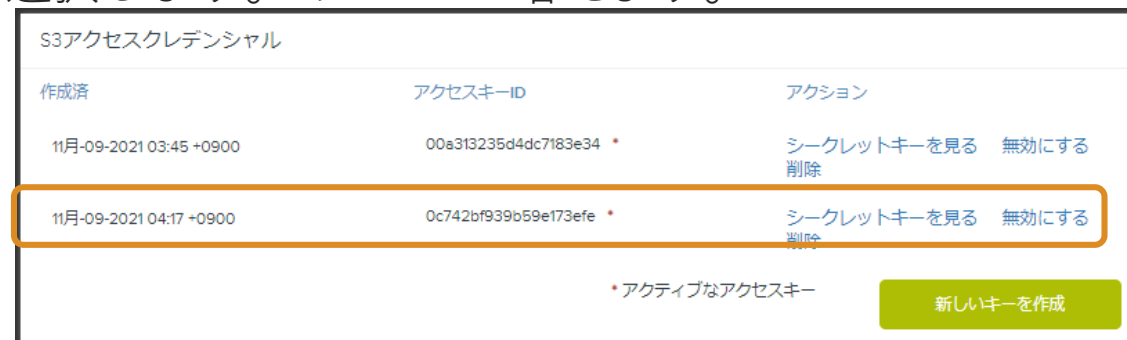 S3アクセスクレデンシャル
作成済 アクセスキーID アクション
11月-09-2021 03:45 +0900 00a313235d4dc7183e34 * シークレットキーを見る 無効にする
削除
11月-09-2021 04:17 +0900 0c742bf939b59e173efe * シークレットキーを見る 無効にする
削除
* アクティブなアクセスキー
新しいキーを作成